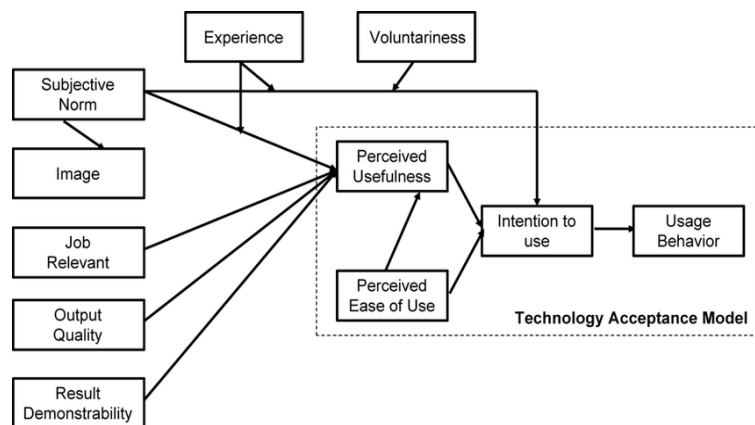 Experience
Voluntariness
Subjective
Norm
Image
Perceived
Usefulness
Job
Relevant
Intention to
use
Usage
Behavior
Output
Quality
Perceived
Ease of Use
Technology Acceptance Model
Result
Demonstrability